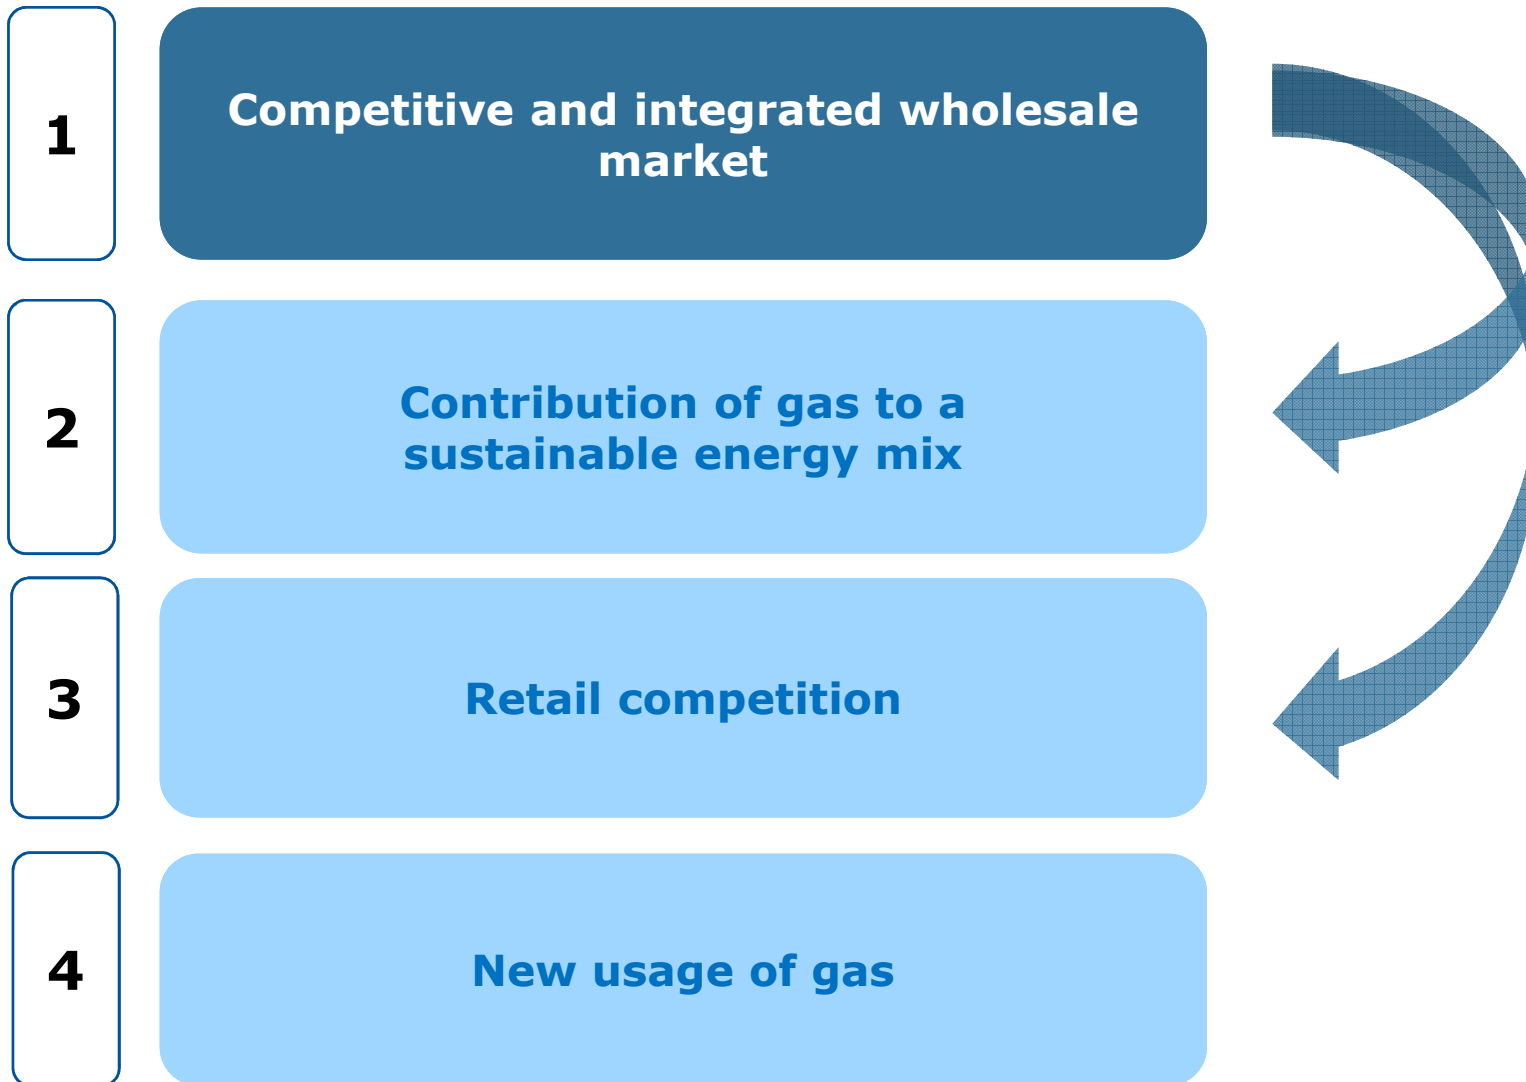 1
Competitive and integrated wholesale
market
2
Contribution of gas to a
sustainable energy mix
3
Retail competition
4
New usage of gas